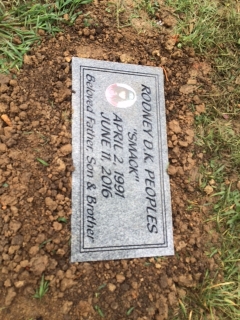 RODNEY D.K. PEOPLES
"SMACK"
APRIL 2, 1991
JUNE 11, 2016
Beloved Father, Son & Brother